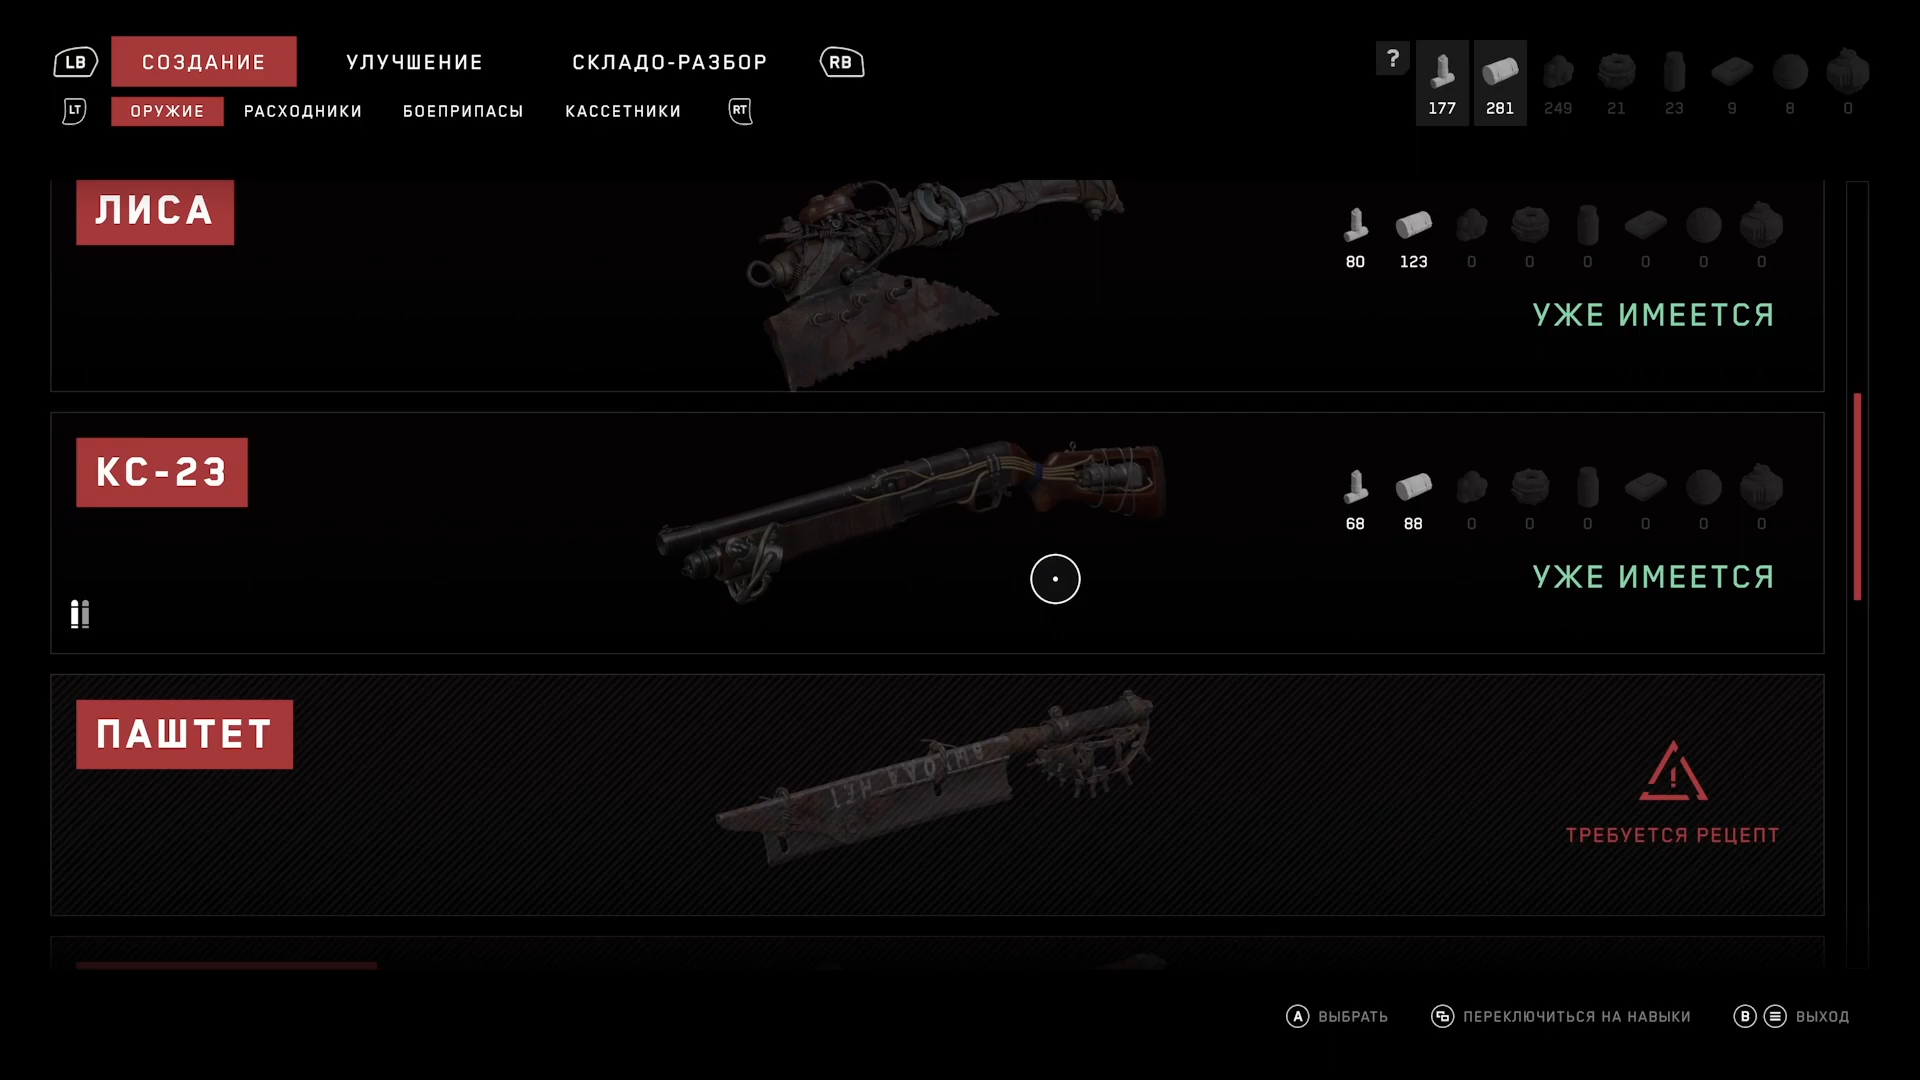 LB СОЗДАНИЕ УЛУЧШЕНИЕ СКЛАДО-РАЗБОР RB
LT ОРУЖИЕ РАСХОДНИКИ БОЕПРИПАСЫ КАССЕТНИКИ RT
?
177 281 249 21 23 9 8 0
ЛИСА
80 123 0 0 0 0 0 0
УЖЕ ИМЕЕТСЯ
КС-23
68 88 0 0 0 0 0 0
УЖЕ ИМЕЕТСЯ
ПАШТЕТ
ТРЕБУЕТСЯ РЕЦЕПТ
A ВЫБРАТЬ ПЕРЕКЛЮЧИТЬСЯ НА НАВЫКИ B ВЫХОД